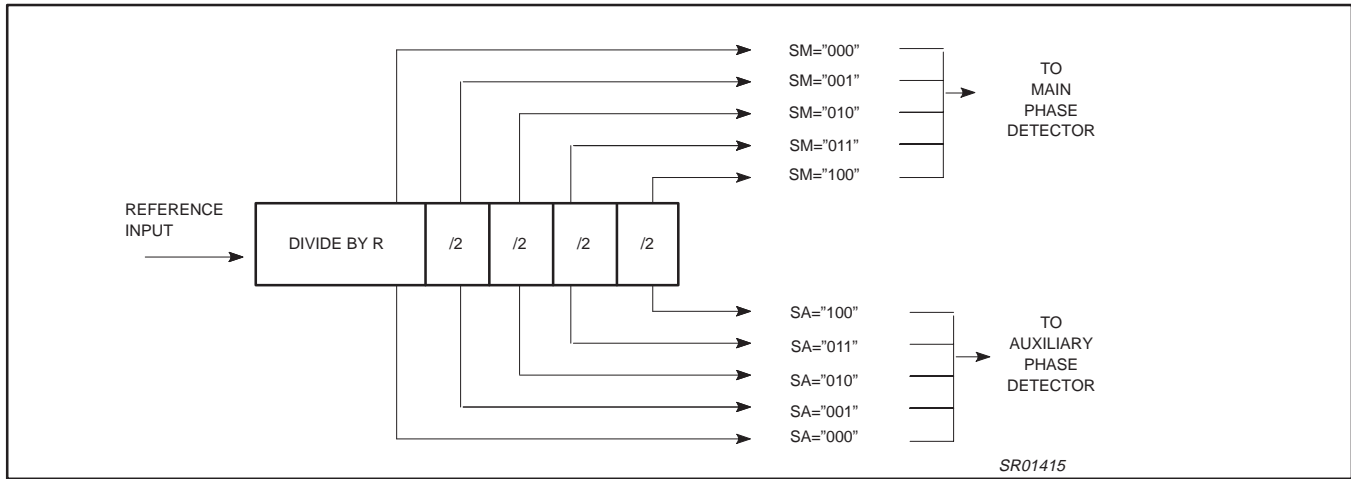 SM=”000”
SM=”001”
SM=”010”
SM=”011”
SM=”100”
TO
MAIN
PHASE
DETECTOR
REFERENCE
INPUT
DIVIDE BY R
/2
/2
/2
/2
SA=”100”
SA=”011”
SA=”010”
SA=”001”
SA=”000”
TO
AUXILIARY
PHASE
DETECTOR
SR01415